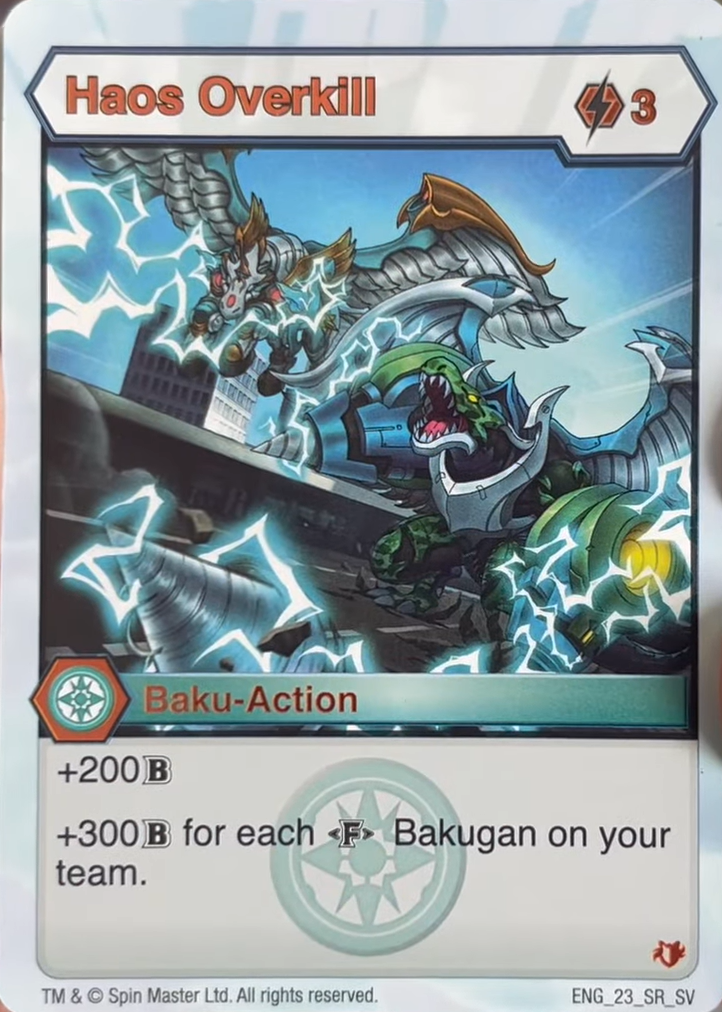 Haos Overkill
3
Baku-Action
+200B
+300B for each <F> Bakugan on your
team.
TM & © Spin Master Ltd. All rights reserved.
ENG_23_SR_SV